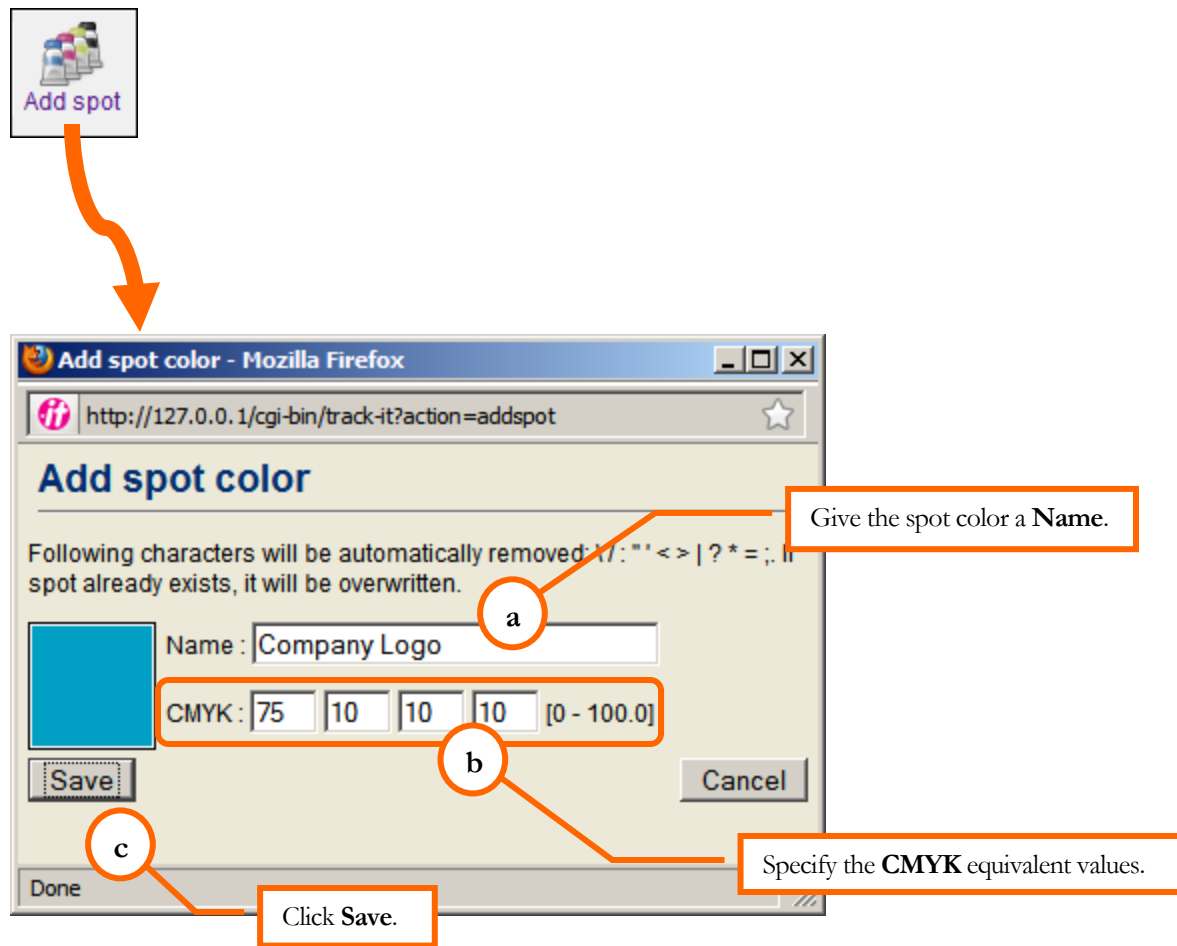 Add spot
Add spot color - Mozilla Firefox
it http://127.0.0.1/cgi-bin/track-it?action=addspot
Add spot color
Give the spot color a Name.
Following characters will be automatically removed: \ / : " ' < > | ? * = ;. If
spot already exists, it will be overwritten.
a
Name : Company Logo
CMYK : 75 10 10 10 [0 - 100.0]
b
Save Cancel
c
Specify the CMYK equivalent values.
Done
Click Save.